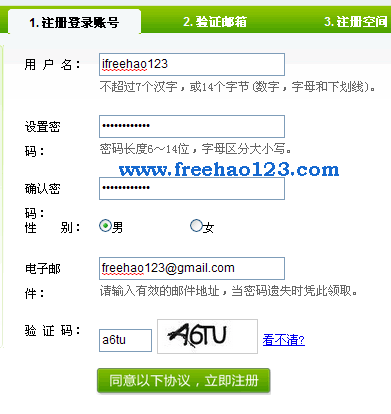 1. 注册登录账号 2. 验证邮箱 3. 注册空间
用 户 名： ifreehao123
不超过7个汉字，或14个字节(数字，字母和下划线)。
设置密 ••••••••••••
码： 密码长度6～14位，字母区分大小写。
www.freehao123.com
确认密 ••••••••••••
码：
性 别： 男 女
电子邮 freehao123@gmail.com
件： 请输入有效的邮件地址，当密码遗失时凭此领取。
验 证 码： a6tu A6TU 看不清?
同意以下协议，立即注册